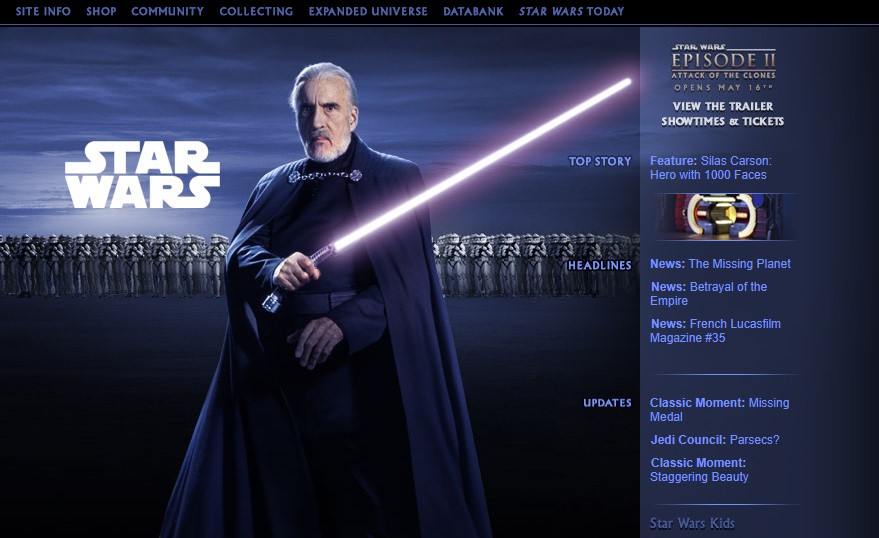 SITE INFO SHOP COMMUNITY COLLECTING EXPANDED UNIVERSE DATABANK STAR WARS TODAY
STAR WARS
EPISODE II
ATTACK OF THE CLONES
OPENS MAY 16TH
VIEW THE TRAILER
SHOWTIMES & TICKETS
STAR
WARS
TOP STORY
Feature: Silas Carson:
Hero with 1000 Faces
HEADLINES
News: The Missing Planet
News: Betrayal of the
Empire
News: French Lucasfilm
Magazine #35
UPDATES
Classic Moment: Missing
Medal
Jedi Council: Parsecs?
Classic Moment:
Staggering Beauty
Star Wars Kids